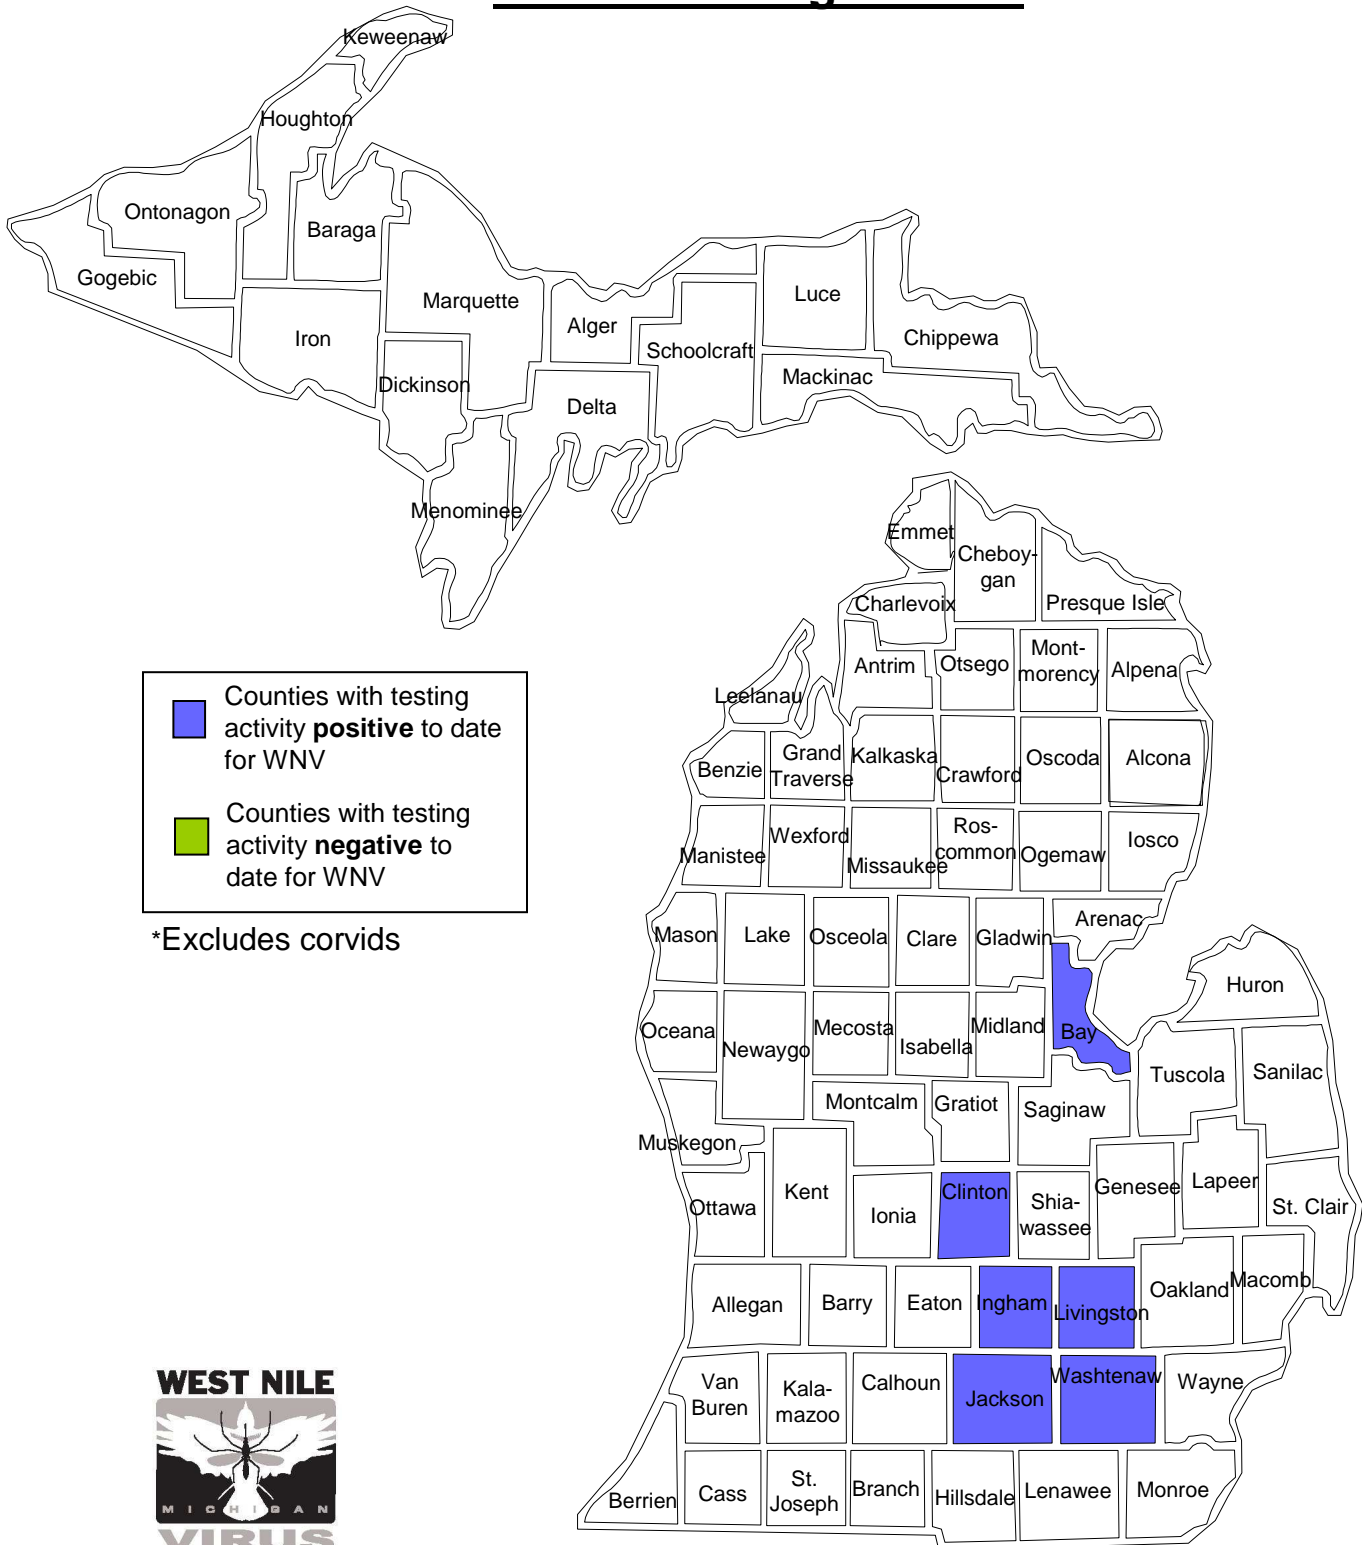 Keweenaw
Houghton
Ontonagon
Baraga
Gogebic
Marquette
Luce
Alger
Iron
Chippewa
Schoolcraft
Mackinac
Dickinson
Delta
Menominee
Emmet
Cheboy-
gan
Charlevoix
Presque Isle
Mont-
morency
Antrim
Otsego
Alpena
Leelanau
Counties with testing
activity positive to date
for WNV
Counties with testing
activity negative to
date for WNV
*Excludes corvids
Benzie
Grand
Traverse
Kalkaska
Crawford
Oscoda
Alcona
Manistee
Wexford
Missaukee
Ros-
common
Ogemaw
Iosco
Mason
Lake
Osceola
Clare
Gladwin
Arenac
Huron
Oceana
Newaygo
Mecosta
Isabella
Midland
Bay
Tuscola
Sanilac
Muskegon
Montcalm
Gratiot
Saginaw
Ottawa
Kent
Ionia
Clinton
Shia-
wassee
Genesee
Lapeer
St. Clair
Allegan
Barry
Eaton
Ingham
Livingston
Oakland
Macomb
Van
Buren
Kala-
mazoo
Calhoun
Jackson
Washtenaw
Wayne
Berrien
Cass
St.
Joseph
Branch
Hillsdale
Lenawee
Monroe
WEST NILE
MICHIGAN
VIRUS